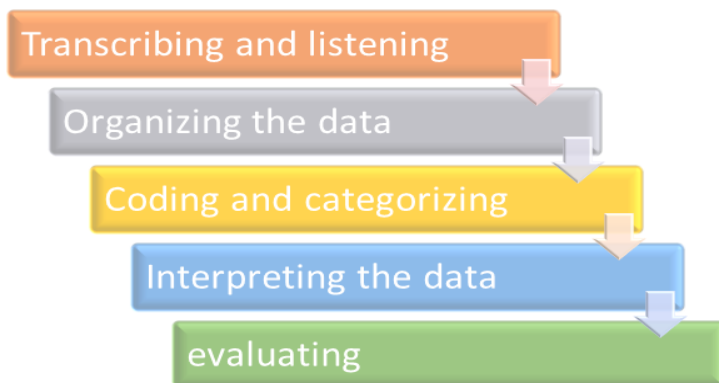 Transcribing and listening
Organizing the data
Coding and categorizing
Interpreting the data
evaluating